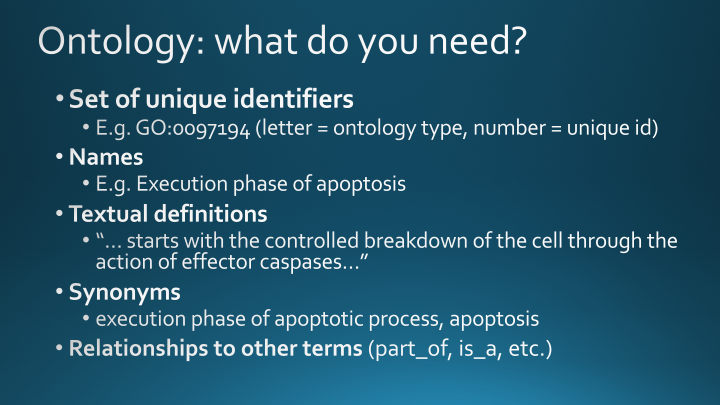 Ontology: what do you need?
• Set of unique identifiers
• E.g. GO:0097194 (letter = ontology type, number = unique id)
• Names
• E.g. Execution phase of apoptosis
• Textual definitions
• “… starts with the controlled breakdown of the cell through the
action of effector caspases…”
• Synonyms
• execution phase of apoptotic process, apoptosis
• Relationships to other terms (part_of, is_a, etc.)